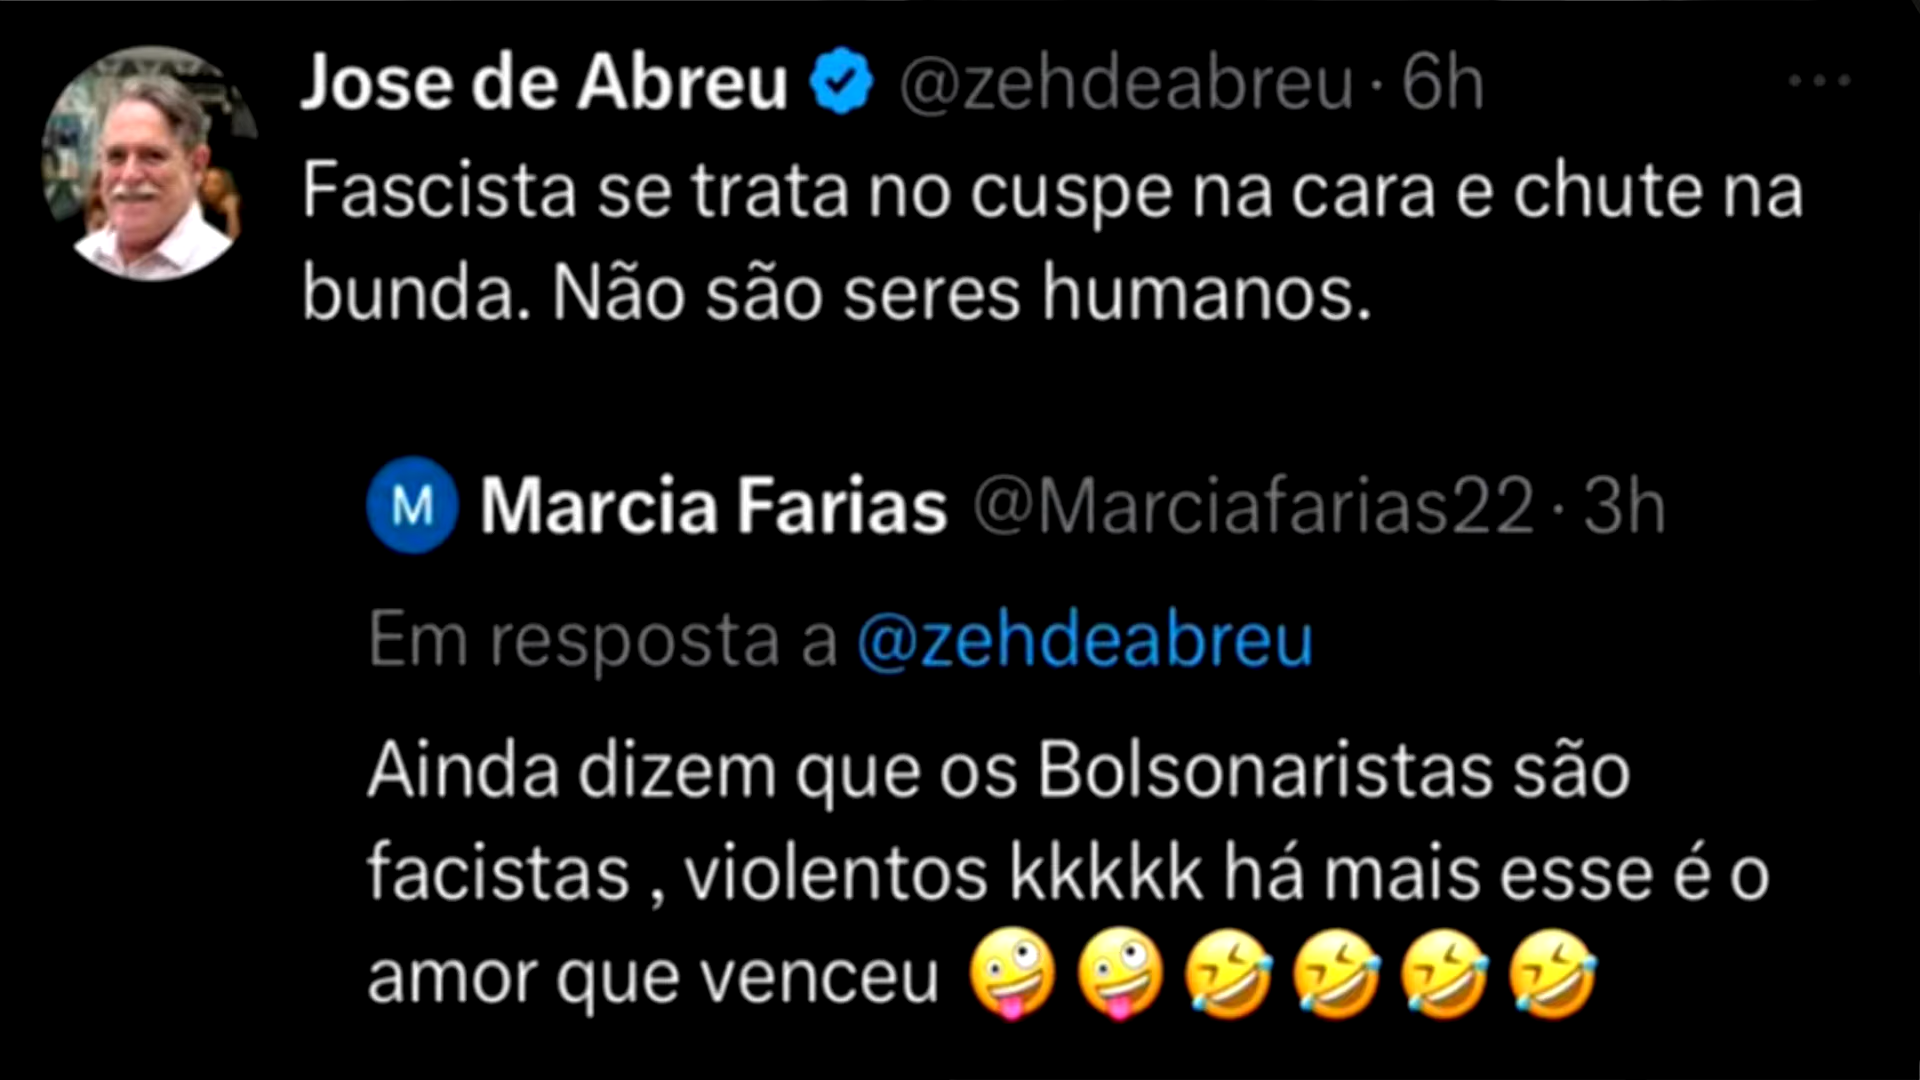 Jose de Abreu @zehdeabreu · 6h
Fascista se trata no cuspe na cara e chute na
bunda. Não são seres humanos.
M Marcia Farias @Marciafarias22 · 3h
Em resposta a @zehdeabreu
Ainda dizem que os Bolsonaristas são
facistas , violentos kkkkk há mais esse é o
amor que venceu 🤪🤪🤣🤣🤣🤣